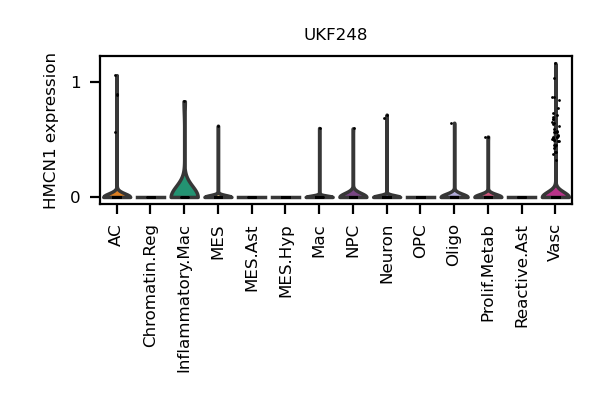 UKF248
HMCN1 expression
1
0
AC
Chromatin.Reg
Inflammatory.Mac
MES
MES.Ast
MES.Hyp
Mac
NPC
Neuron
OPC
Oligo
Prolif.Metab
Reactive.Ast
Vasc